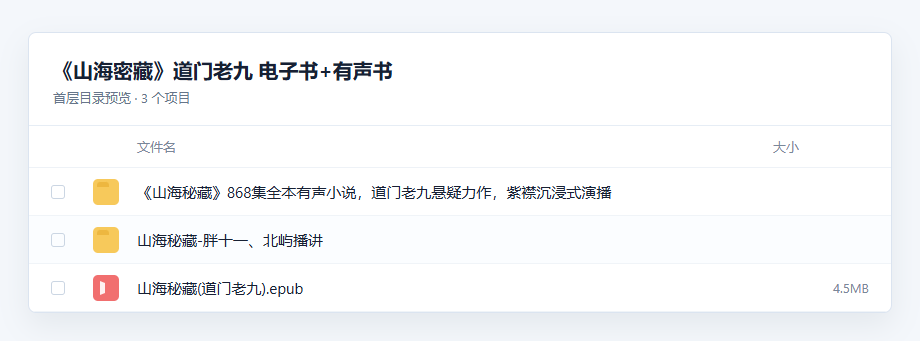 《山海密藏》道门老九 电子书+有声书
首层目录预览 · 3 个项目
文件名 大小
《山海秘藏》868集全本有声小说，道门老九悬疑力作，紫襟沉浸式演播
山海秘藏-胖十一、北屿播讲
山海秘藏(道门老九).epub 4.5MB